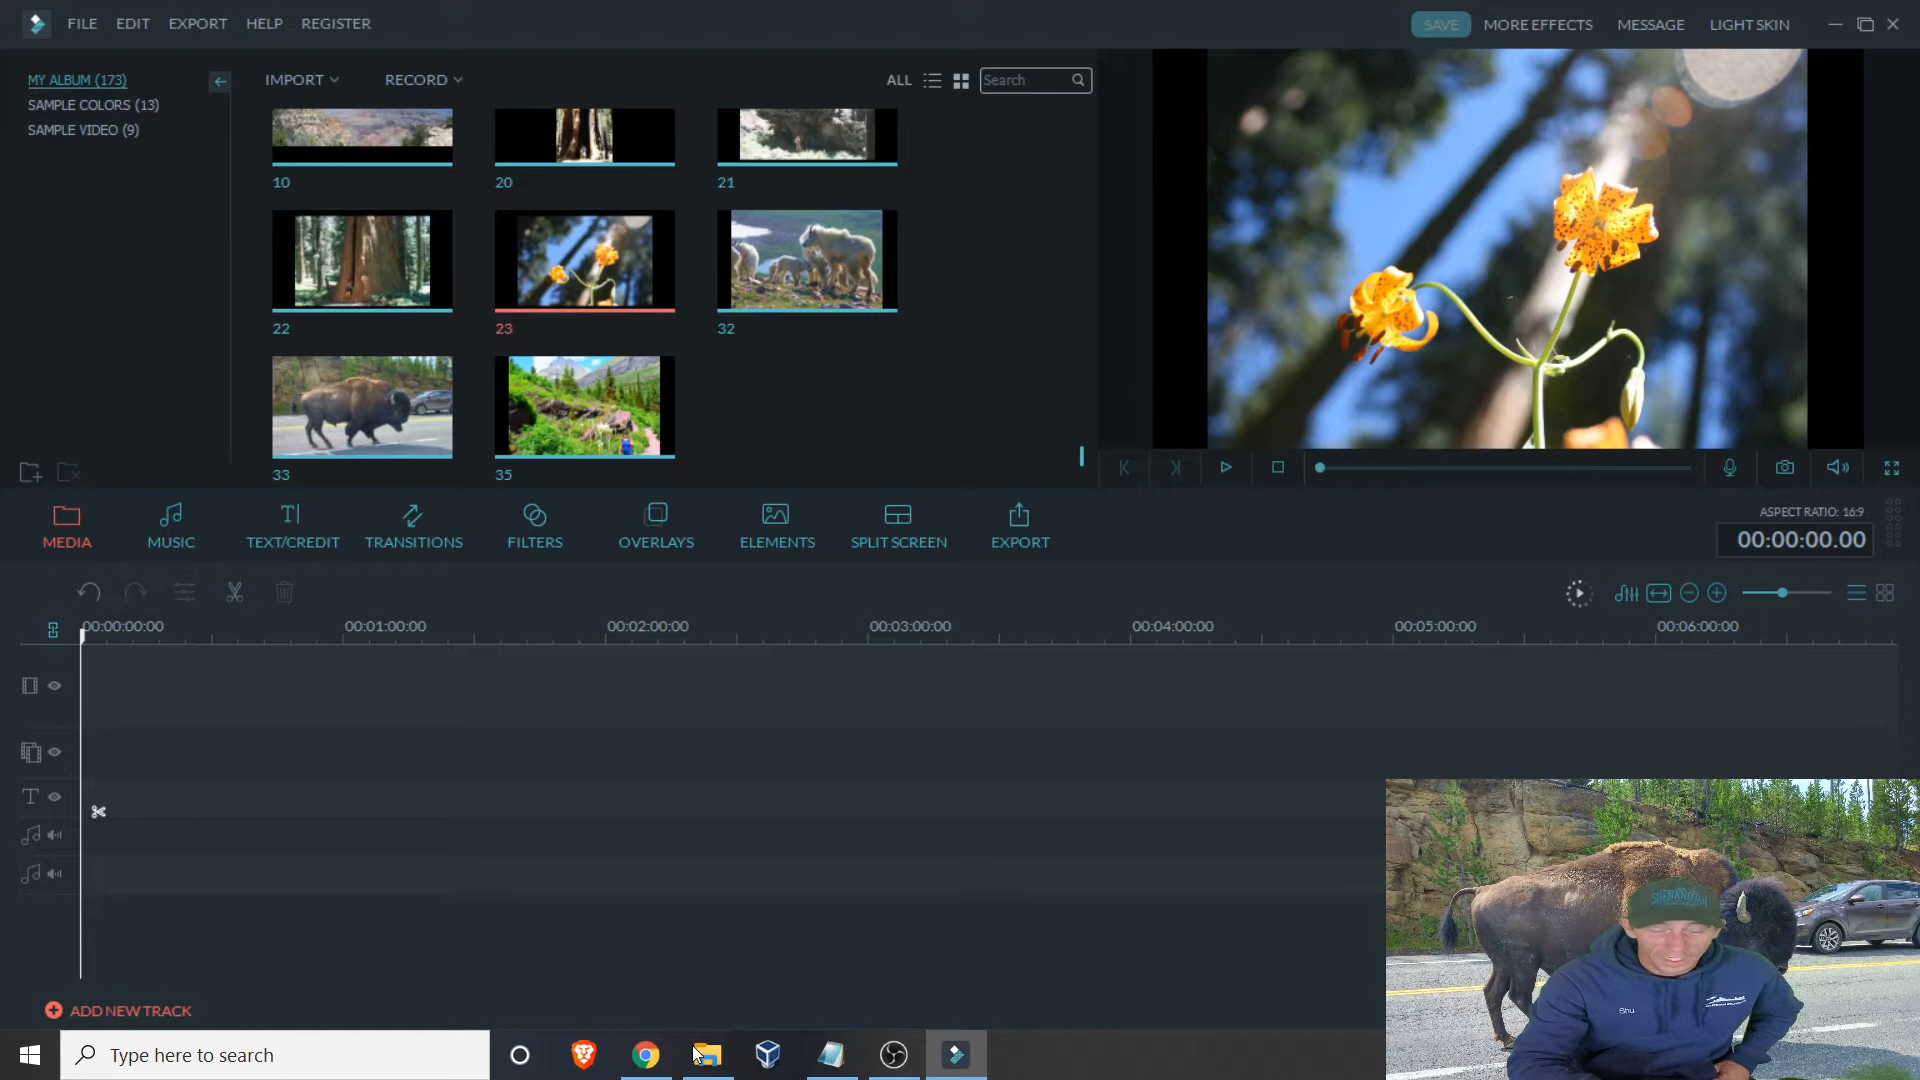 FILE EDIT EXPORT HELP REGISTER
SAVE MORE EFFECTS MESSAGE LIGHT SKIN
MY ALBUM (173)
SAMPLE COLORS (13)
SAMPLE VIDEO (9)
IMPORT RECORD ALL Search
10 20 21
22 23 32
33 35
MEDIA MUSIC TEXT/CREDIT TRANSITIONS FILTERS OVERLAYS ELEMENTS SPLIT SCREEN EXPORT
ASPECT RATIO: 16:9
00:00:00.00
00:00:00:00 00:01:00:00 00:02:00:00 00:03:00:00 00:04:00:00 00:05:00:00 00:06:00:00
ADD NEW TRACK
SHENANDOAH
Shu
Type here to search